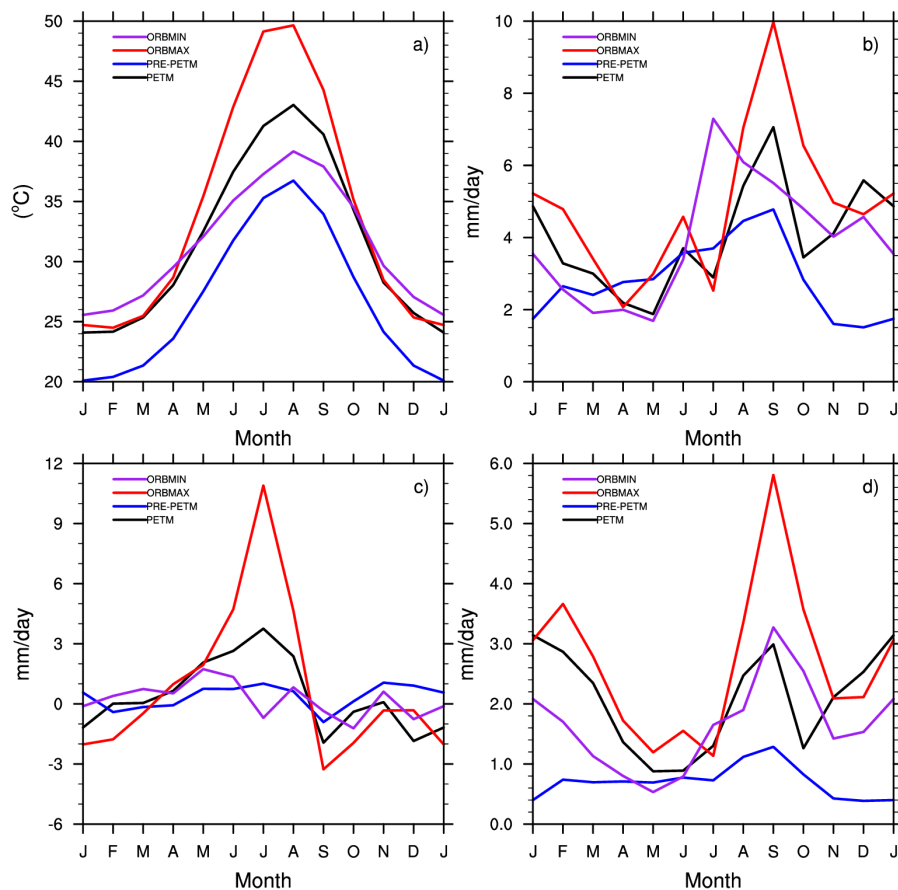 a)
ORBMIN
ORBMAX
PRE-PETM
PETM
50
45
40
35
30
25
20
(°C)
J F M A M J J A S O N D J
Month
b)
ORBMIN
ORBMAX
PRE-PETM
PETM
10
8
6
4
2
0
mm/day
J F M A M J J A S O N D J
Month
c)
ORBMIN
ORBMAX
PRE-PETM
PETM
12
9
6
3
0
-3
-6
mm/day
J F M A M J J A S O N D J
Month
d)
ORBMIN
ORBMAX
PRE-PETM
PETM
6.0
5.0
4.0
3.0
2.0
1.0
0.0
mm/day
J F M A M J J A S O N D J
Month